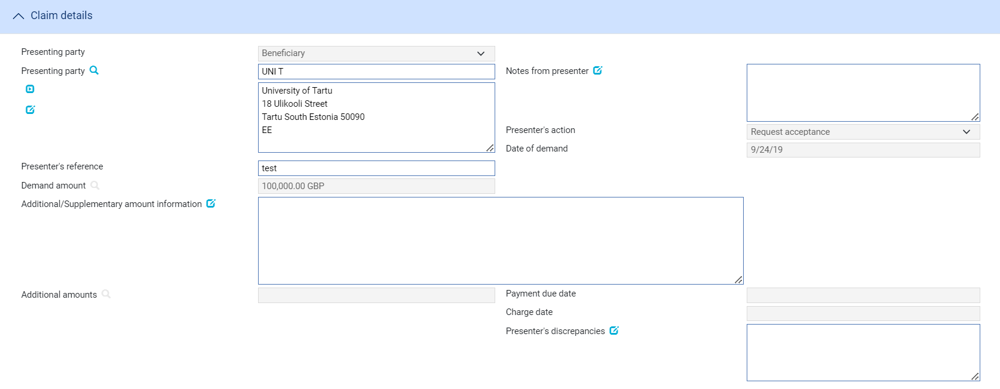 Claim details
Presenting party
Beneficiary
Presenting party
UNI T
Notes from presenter
University of Tartu
18 Ulikooli Street
Tartu South Estonia 50090
EE
Presenter's action
Request acceptance
Date of demand
9/24/19
Presenter's reference
test
Demand amount
100,000.00 GBP
Additional/Supplementary amount information
Additional amounts
Payment due date
Charge date
Presenter's discrepancies